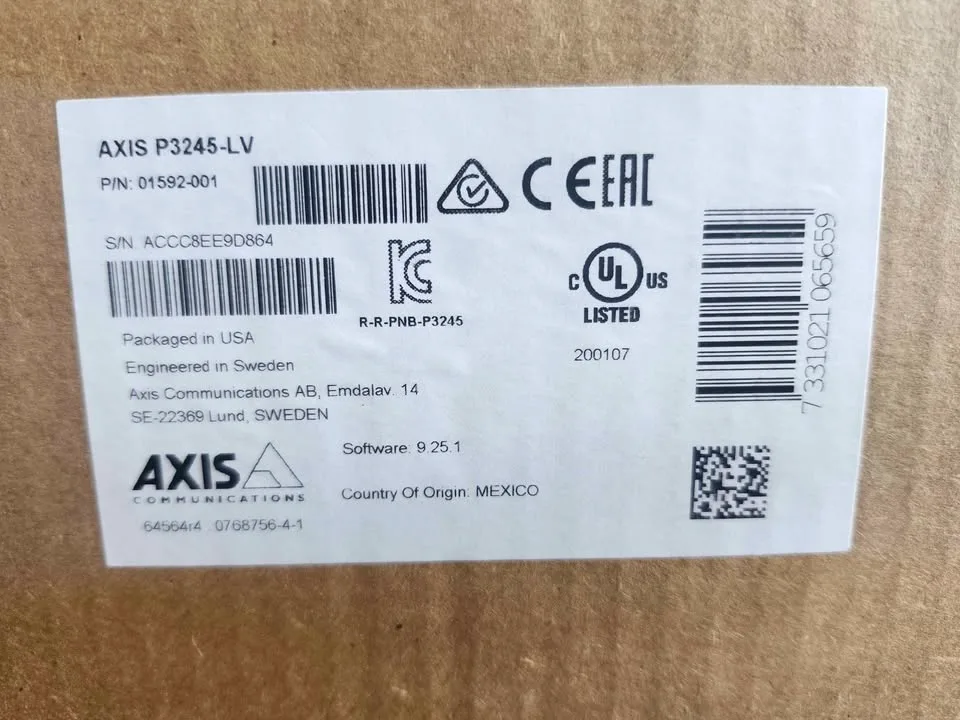 AXIS P3245-LV
P/N: 01592-001
S/N ACCC8EE9D864
CE EAC
KC
R-R-PNB-P3245
C UL US
LISTED
200107
Packaged in USA
Engineered in Sweden
Axis Communications AB, Emdalav. 14
SE-22369 Lund, SWEDEN
AXIS
COMMUNICATIONS
Software: 9.25.1
Country Of Origin: MEXICO
64564r4 0768756-4-1
7 331021 065659